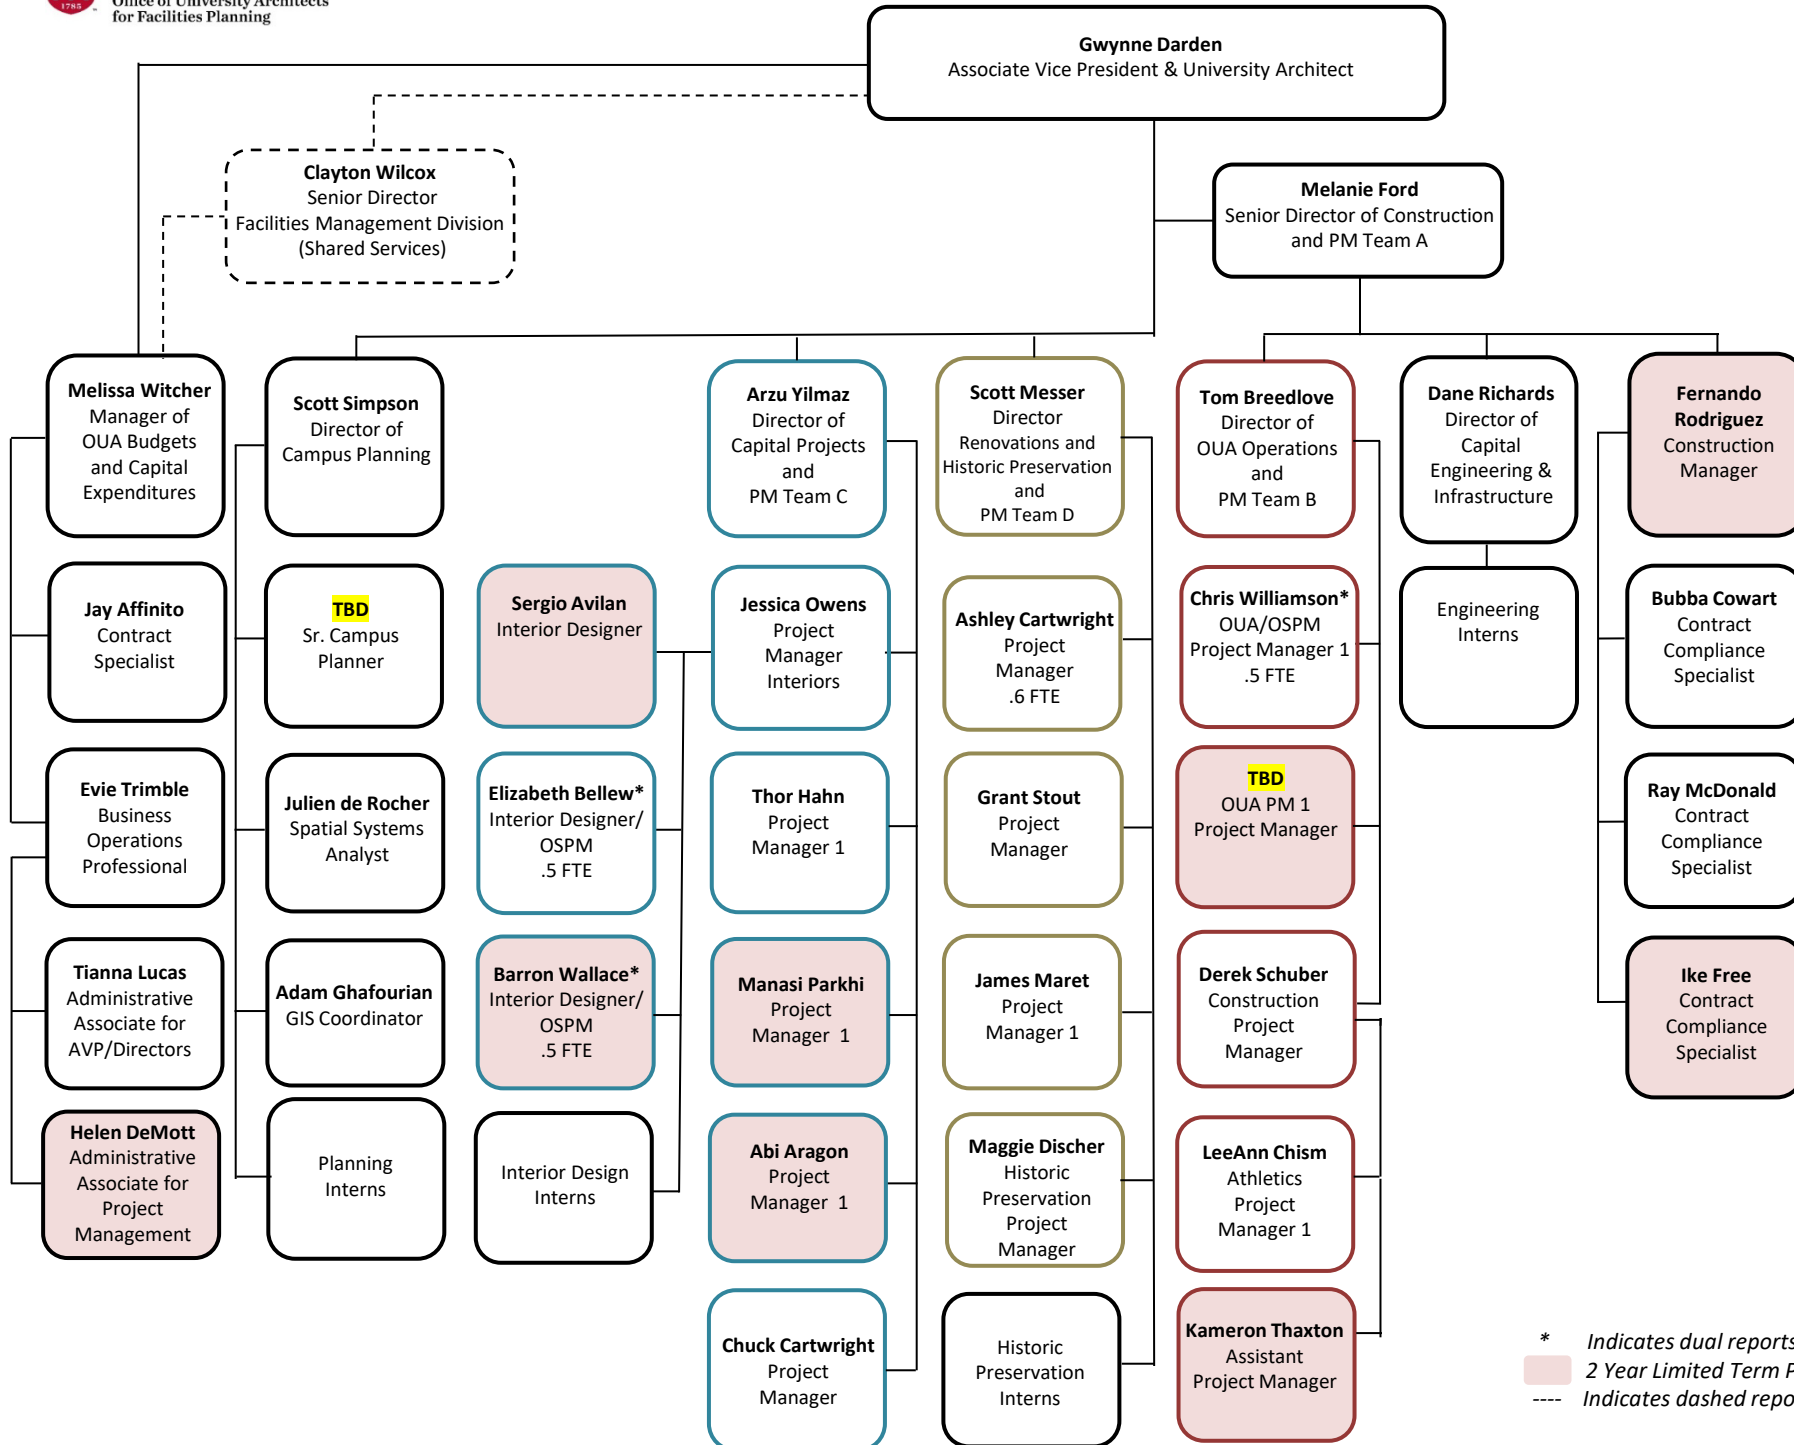 1785
Office of University Architects
for Facilities Planning
Gwynne Darden
Associate Vice President & University Architect
Clayton Wilcox
Senior Director
Facilities Management Division
(Shared Services)
Melanie Ford
Senior Director of Construction
and PM Team A
Melissa Witcher
Manager of
OUA Budgets
and Capital
Expenditures
Scott Simpson
Director of
Campus Planning
Arzu Yilmaz
Director of
Capital Projects
and
PM Team C
Scott Messer
Director
Renovations and
Historic Preservation
and
PM Team D
Tom Breedlove
Director of
OUA Operations
and
PM Team B
Dane Richards
Director of
Capital
Engineering &
Infrastructure
Fernando
Rodriguez
Construction
Manager
Jay Affinito
Contract
Specialist
TBD
Sr. Campus
Planner
Sergio Avilan
Interior Designer
Jessica Owens
Project
Manager
Interiors
Ashley Cartwright
Project
Manager
.6 FTE
Chris Williamson*
OUA/OSPM
Project Manager 1
.5 FTE
Engineering
Interns
Bubba Cowart
Contract
Compliance
Specialist
Evie Trimble
Business
Operations
Professional
Julien de Rocher
Spatial Systems
Analyst
Elizabeth Bellew*
Interior Designer/
OSPM
.5 FTE
Thor Hahn
Project
Manager 1
Grant Stout
Project
Manager
TBD
OUA PM 1
Project Manager
Ray McDonald
Contract
Compliance
Specialist
Tianna Lucas
Administrative
Associate for
AVP/Directors
Adam Ghafourian
GIS Coordinator
Barron Wallace*
Interior Designer/
OSPM
.5 FTE
Manasi Parkhi
Project
Manager 1
James Maret
Project
Manager 1
Derek Schuber
Construction
Project
Manager
Ike Free
Contract
Compliance
Specialist
Helen DeMott
Administrative
Associate for
Project
Management
Planning
Interns
Interior Design
Interns
Abi Aragon
Project
Manager 1
Maggie Discher
Historic
Preservation
Project
Manager
LeeAnn Chism
Athletics
Project
Manager 1
Chuck Cartwright
Project
Manager
Historic
Preservation
Interns
Kameron Thaxton
Assistant
Project Manager
* Indicates dual reports
2 Year Limited Term
---- Indicates dashed